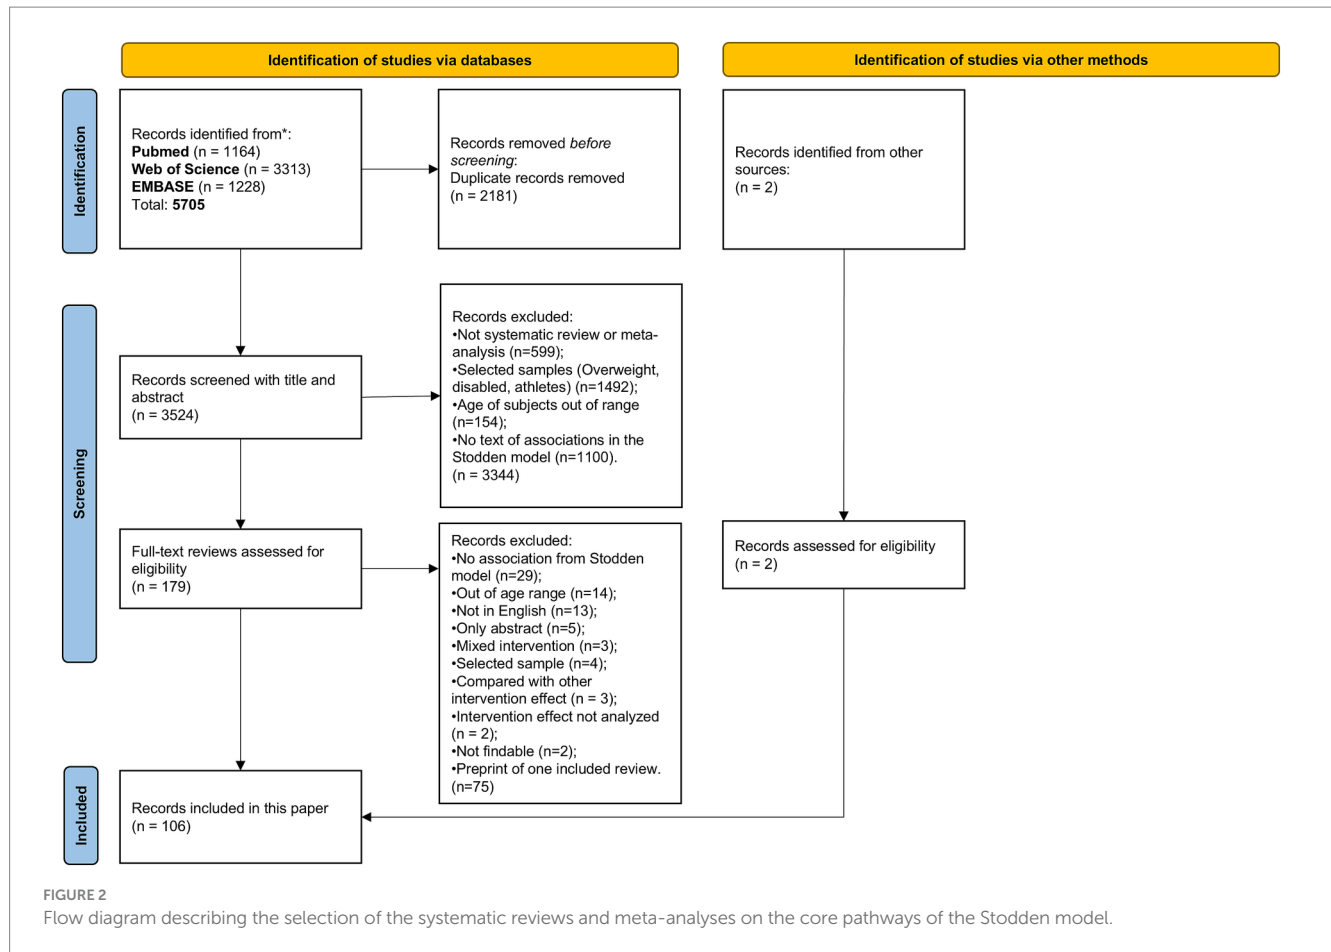 Identification of studies via databases
Identification of studies via other methods
Identification
Records identified from*:
Pubmed (n = 1164)
Web of Science (n = 3313)
EMBASE (n = 1228)
Total: 5705
Records removed before
screening:
Duplicate records removed
(n = 2181)
Records identified from other
sources:
(n = 2)
Screening
Records screened with title and
abstract
(n = 3524)
Records excluded:
•Not systematic review or meta-
analysis (n=599);
•Selected samples (Overweight,
disabled, athletes) (n=1492);
•Age of subjects out of range
(n=154);
•No text of associations in the
Stodden model (n=1100).
(n = 3344)
Full-text reviews assessed for
eligibility
(n = 179)
Records excluded:
•No association from Stodden
model (n=29);
•Out of age range (n=14);
•Not in English (n=13);
•Only abstract (n=5);
•Mixed intervention (n=3);
•Selected sample (n=4);
•Compared with other
intervention effect (n = 3);
•Intervention effect not analyzed
(n = 2);
•Not findable (n=2);
•Preprint of one included review.
(n=75)
Records assessed for eligibility
(n = 2)
Included
Records included in this paper
(n = 106)
FIGURE 2
Flow diagram describing the selection of the systematic reviews and meta-analyses on the core pathways of the Stodden model.